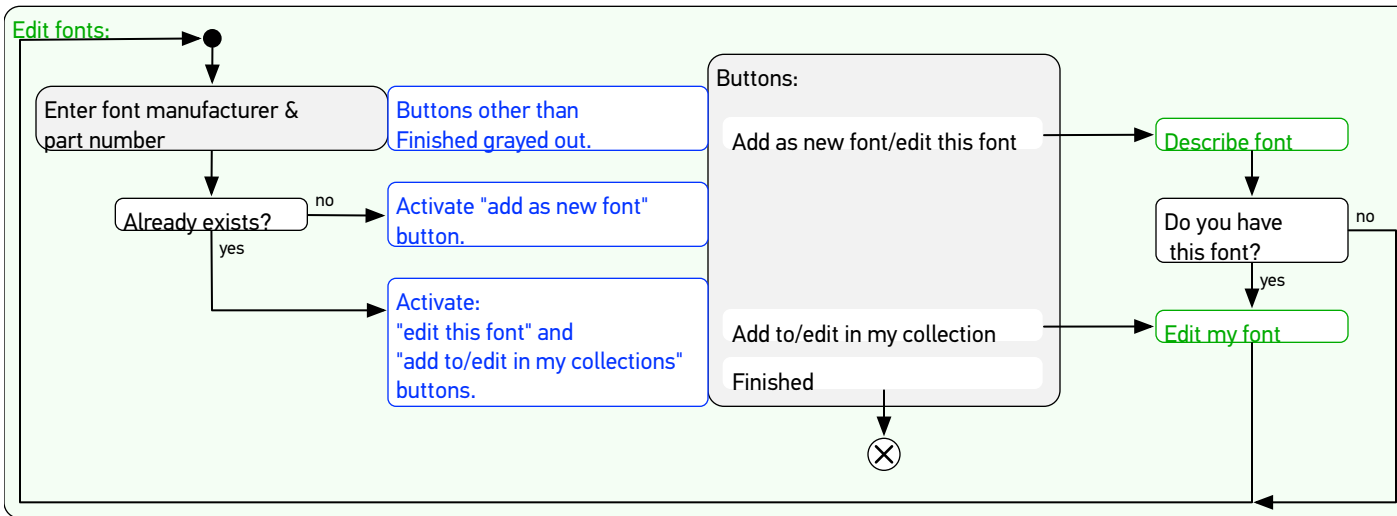 Edit fonts:
Enter font manufacturer &
part number
Buttons other than
Finished grayed out.
Already exists?
no
yes
Activate "add as new font"
button.
Activate:
"edit this font" and
"add to/edit in my collections"
buttons.
Buttons:
Add as new font/edit this font
Add to/edit in my collection
Finished
Describe font
Do you have
this font?
no
yes
Edit my font